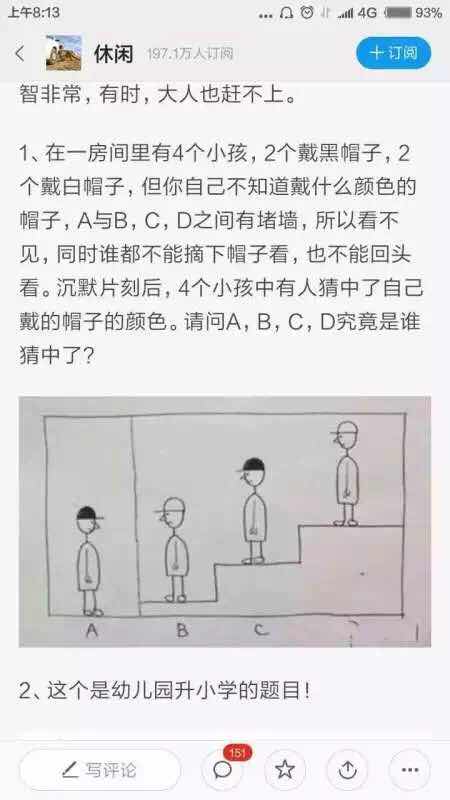 上午8:13
... 4G 93%
休闲 197.1万人订阅 +订阅
智非常，有时，大人也赶不上。
1、在一房间里有4个小孩，2个戴黑帽子，2
个戴白帽子，但你自己不知道戴什么颜色的
帽子，A与B，C，D之间有堵墙，所以看不
见，同时谁都不能摘下帽子看，也不能回头
看。沉默片刻后，4个小孩中有人猜中了自己
戴的帽子的颜色。请问A，B，C，D究竟是谁
猜中了？
A B C
2、这个是幼儿园升小学的题目！
写评论 151